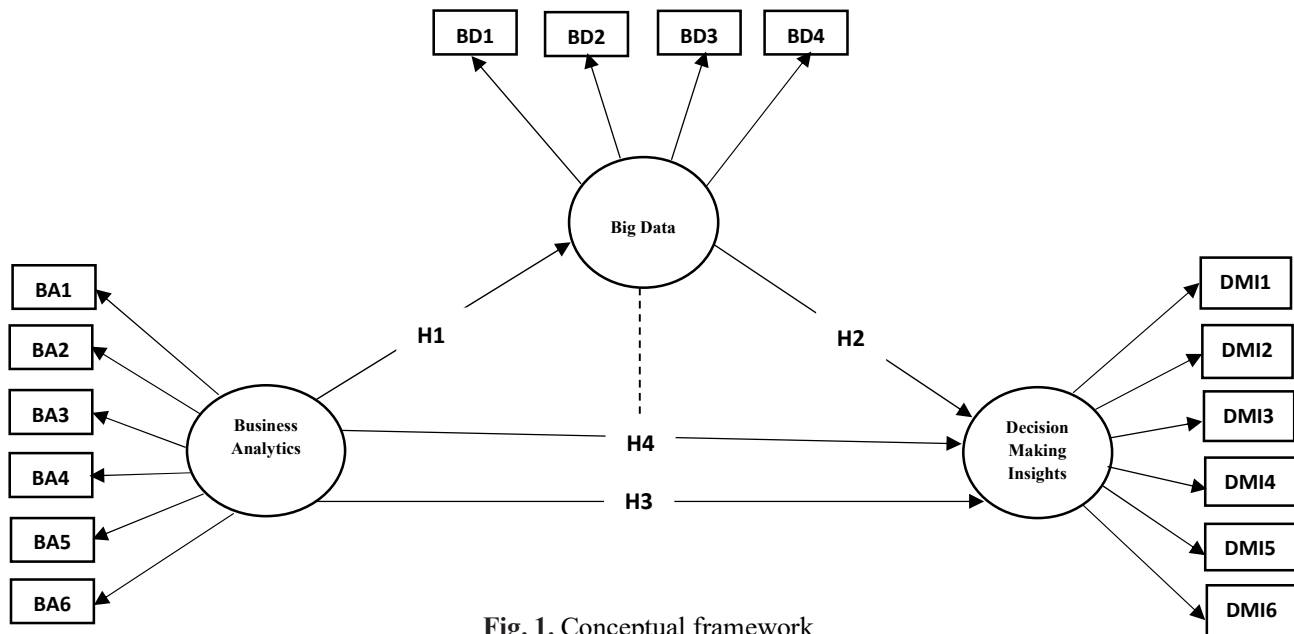 BD1 BD2 BD3 BD4
Big Data
BA1
BA2
BA3
BA4
BA5
BA6
Business
Analytics
H1
H2
H4
H3
Decision
Making
Insights
DMI1
DMI2
DMI3
DMI4
DMI5
DMI6
Fig. 1. Conceptual framework